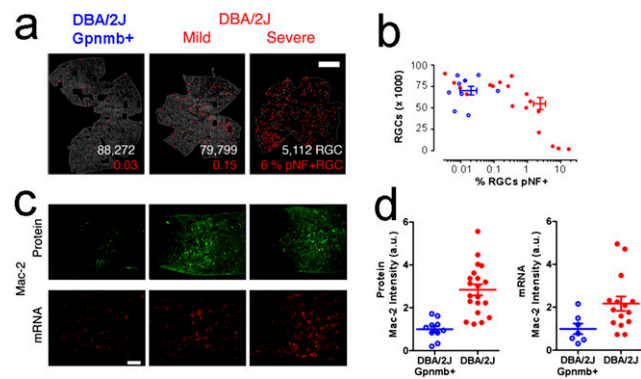 a
DBA/2J
Gpnmb+
DBA/2J
Mild
Severe
88,272
0.03
79,799
0.15
5,112 RGC
6 % pNF+RGC
b
RGCs (x 1000)
100
75
50
25
0
0.01
0.1
1
10
% RGCs pNF+
c
Mac-2
Protein
mRNA
d
Protein
Mac-2 Intensity (a.u.)
6
4
2
0
DBA/2J
Gpnmb+
DBA/2J
mRNA
Mac-2 Intensity (a.u.)
6
4
2
0
DBA/2J
Gpnmb+
DBA/2J